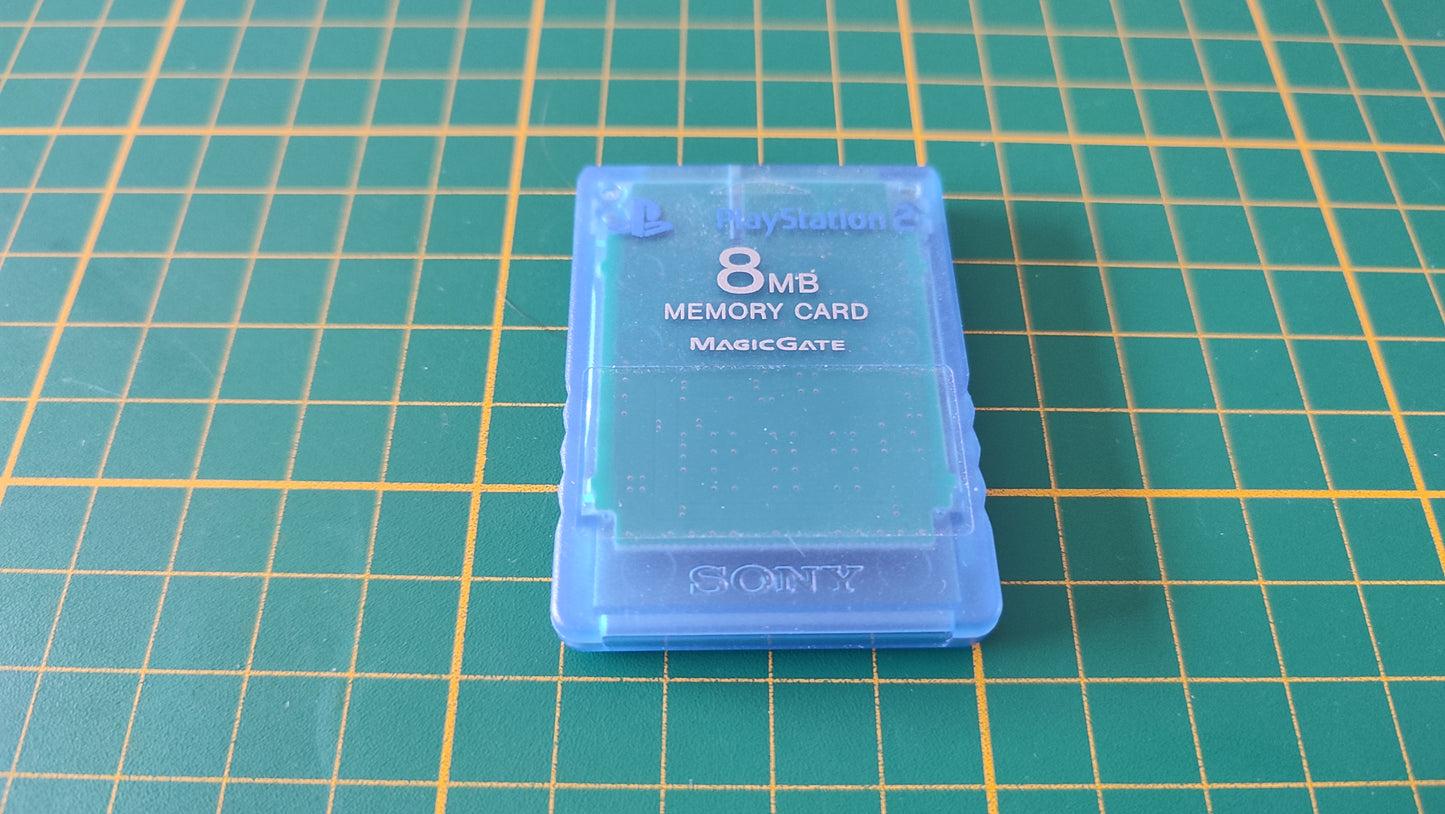 PlayStation 2
8MB
MEMORY CARD
MAGICGATE
SONY